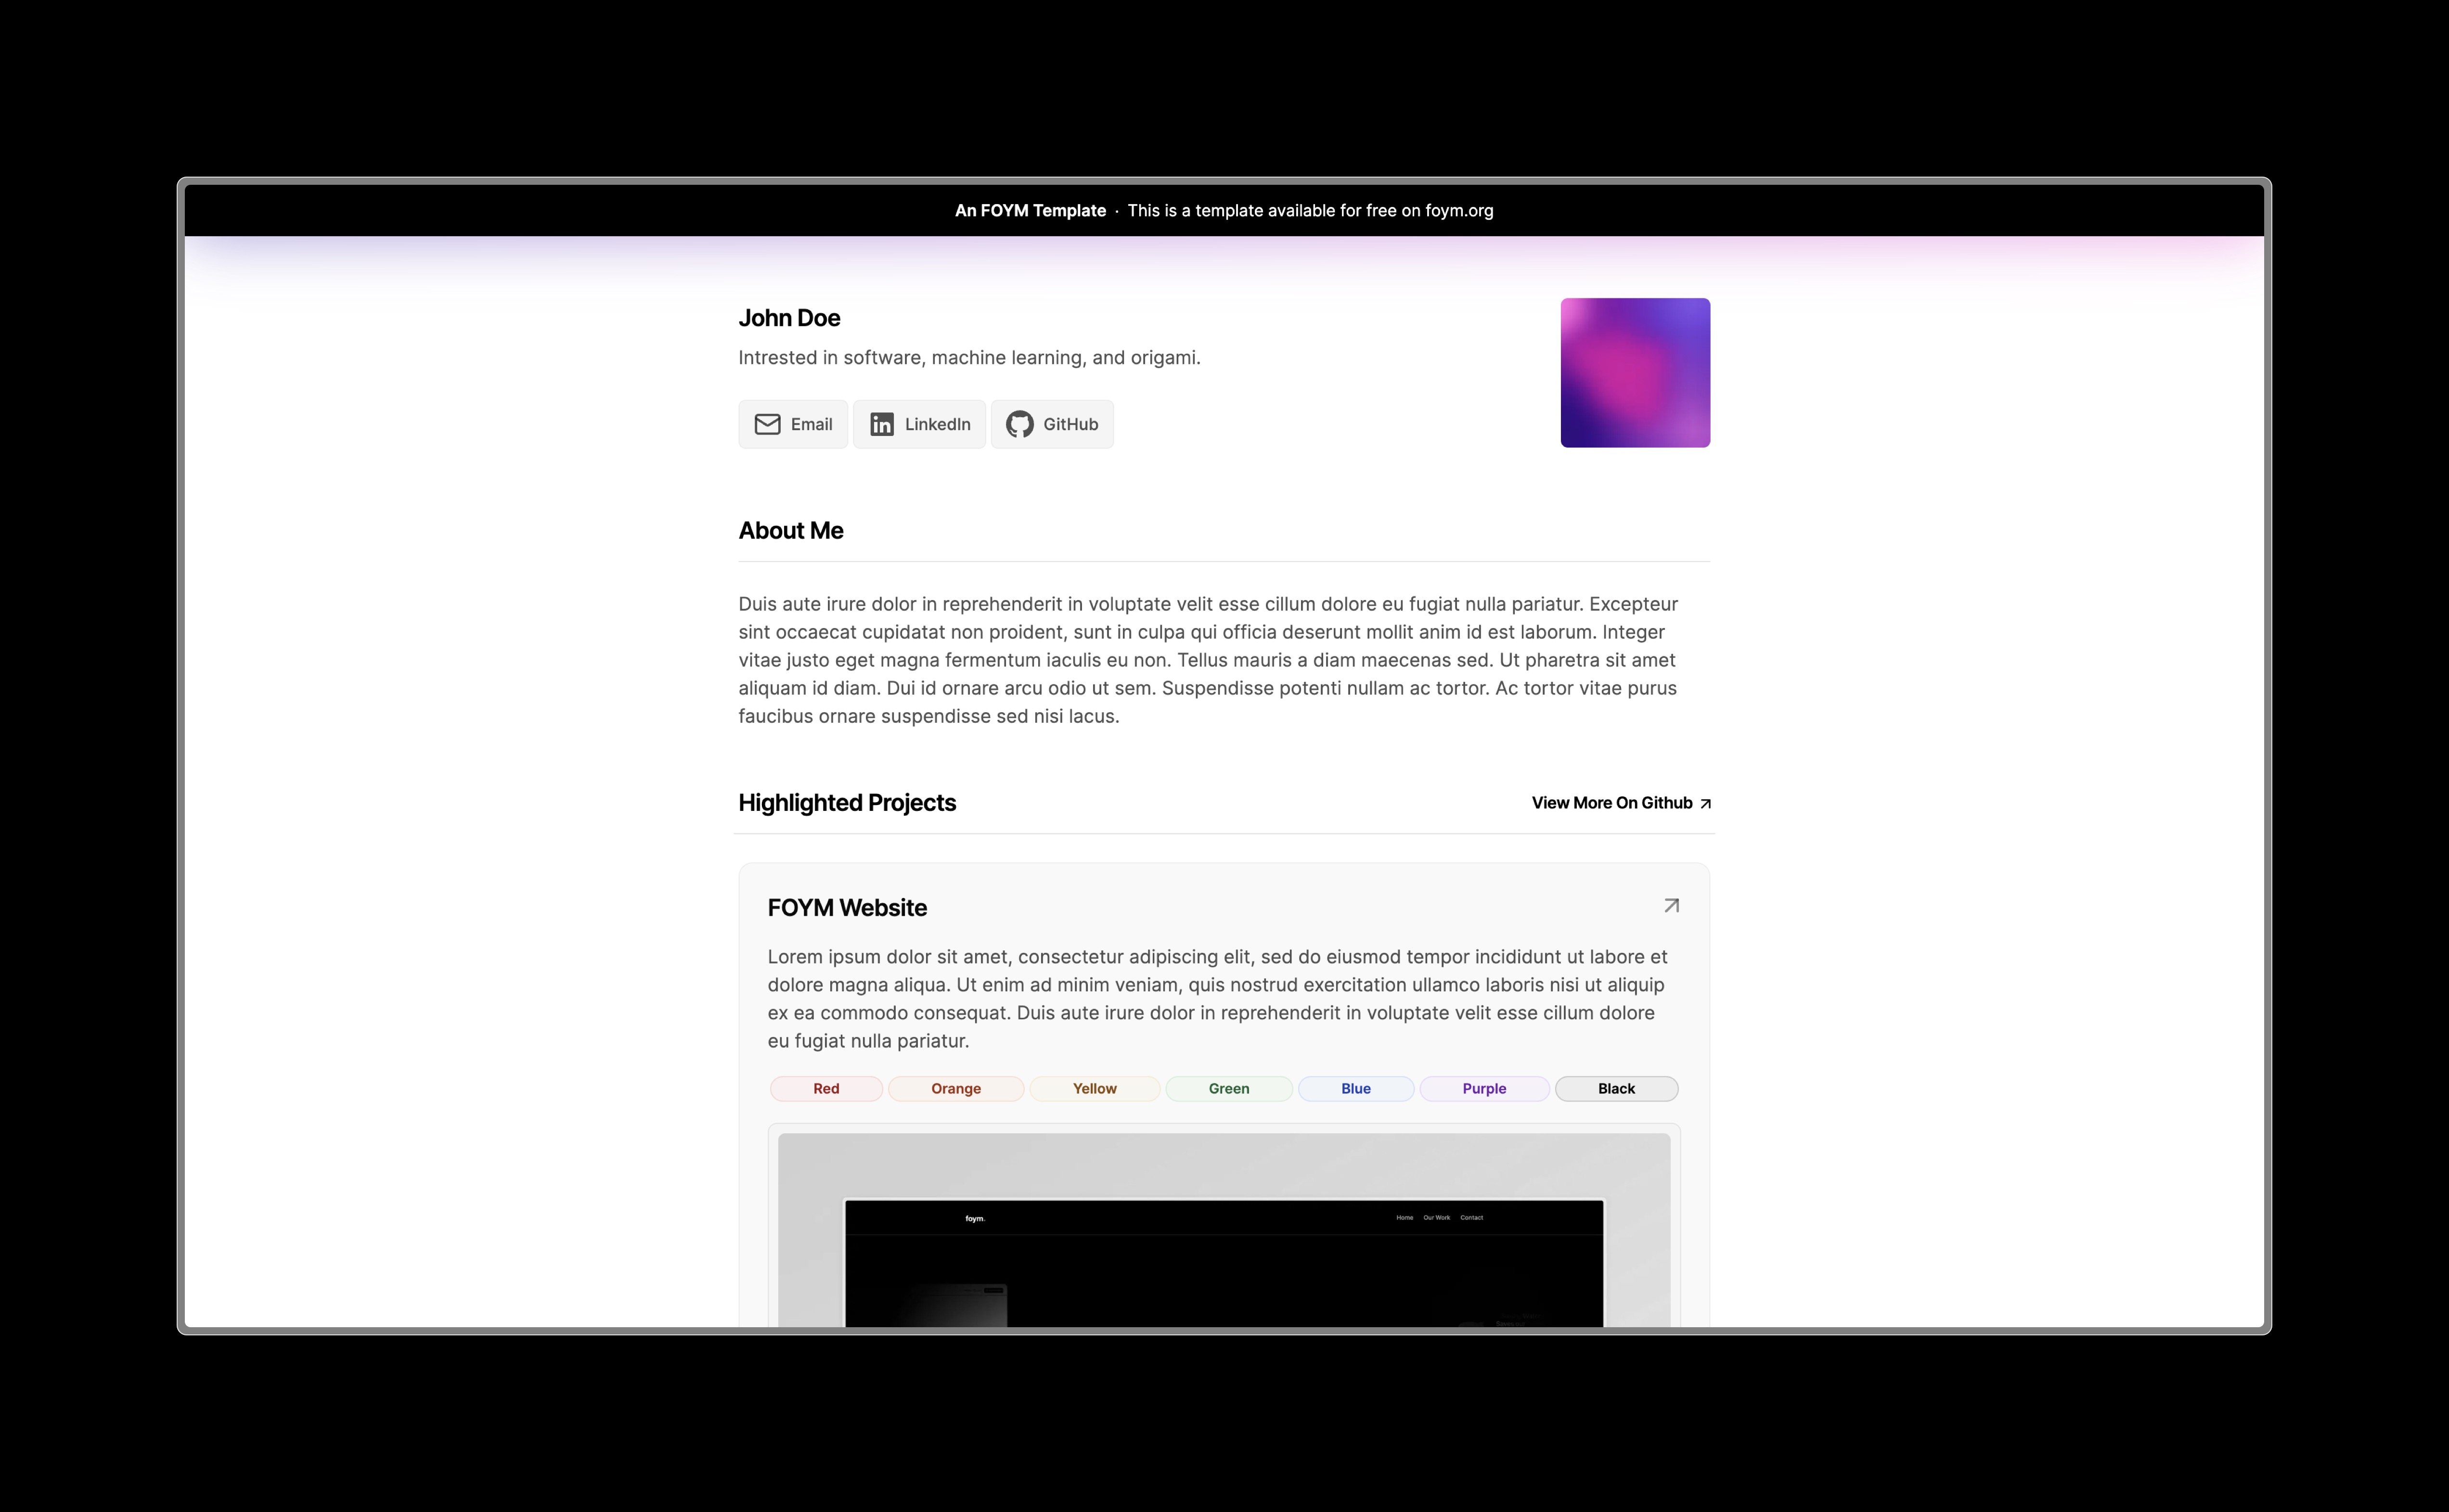 An FOYM Template · This is a template available for free on foym.org
John Doe
Intrested in software, machine learning, and origami.
Email LinkedIn GitHub
About Me
Duis aute irure dolor in reprehenderit in voluptate velit esse cillum dolore eu fugiat nulla pariatur. Excepteur
sint occaecat cupidatat non proident, sunt in culpa qui officia deserunt mollit anim id est laborum. Integer
vitae justo eget magna fermentum iaculis eu non. Tellus mauris a diam maecenas sed. Ut pharetra sit amet
aliquam id diam. Dui id ornare arcu odio ut sem. Suspendisse potenti nullam ac tortor. Ac tortor vitae purus
faucibus ornare suspendisse sed nisi lacus.
Highlighted Projects View More On Github
FOYM Website
Lorem ipsum dolor sit amet, consectetur adipiscing elit, sed do eiusmod tempor incididunt ut labore et
dolore magna aliqua. Ut enim ad minim veniam, quis nostrud exercitation ullamco laboris nisi ut aliquip
ex ea commodo consequat. Duis aute irure dolor in reprehenderit in voluptate velit esse cillum dolore
eu fugiat nulla pariatur.
Red Orange Yellow Green Blue Purple Black
foym. Home Our Work Contact